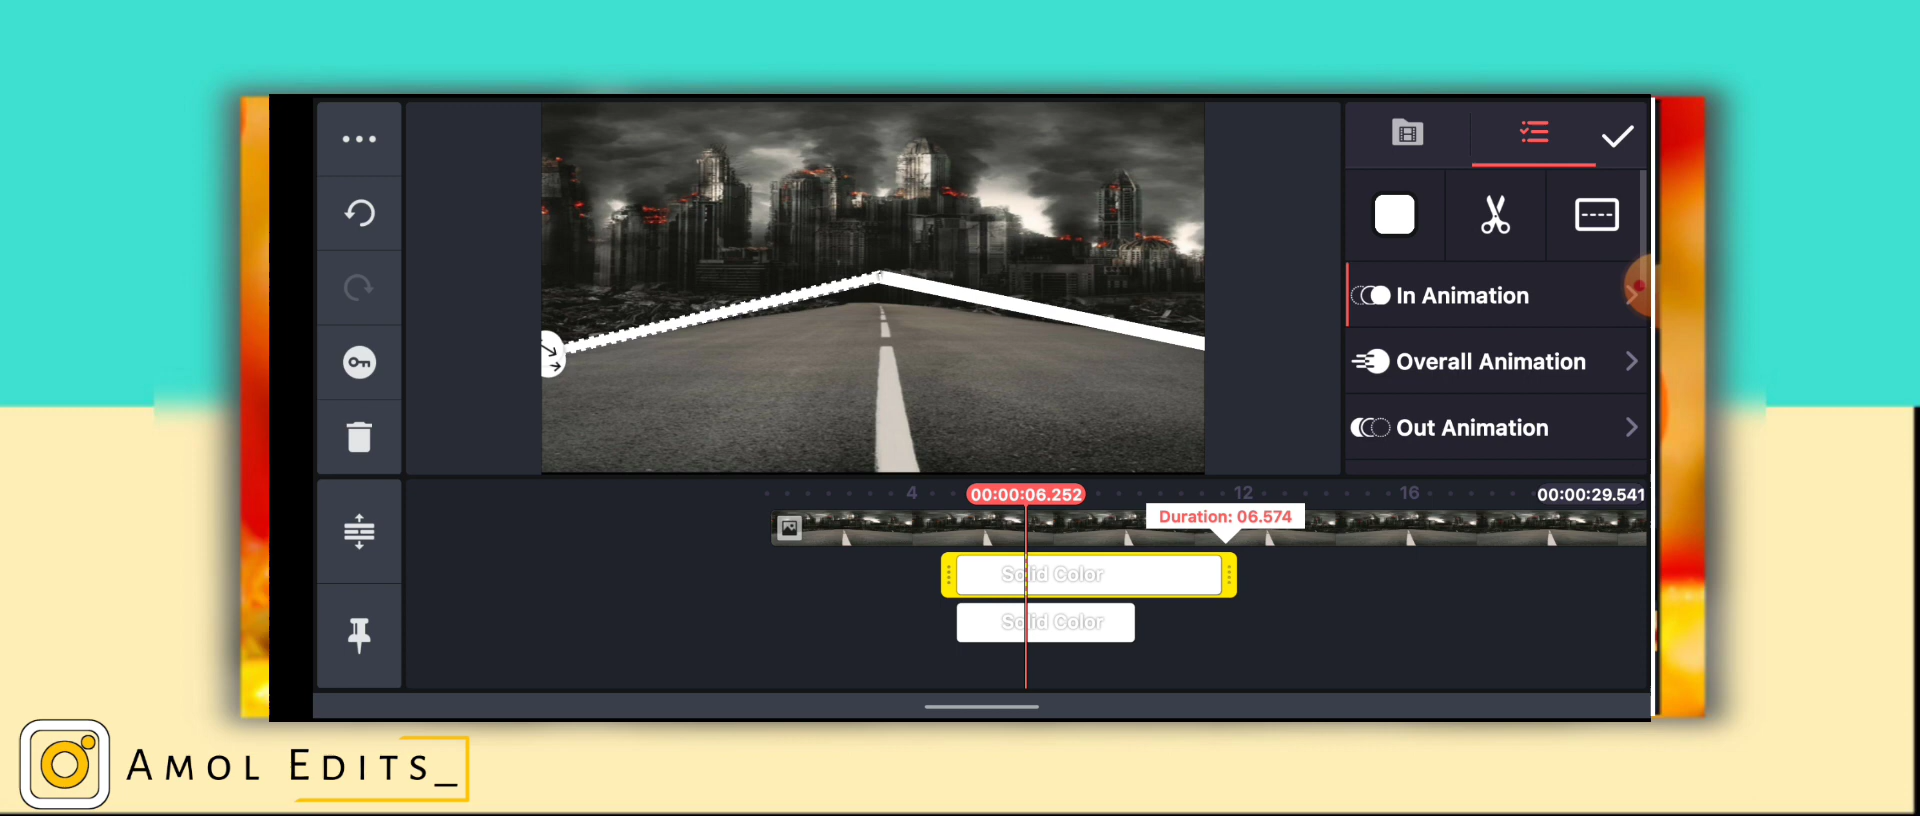 In Animation
Overall Animation
Out Animation
4
00:00:06.252
12
16
00:00:29.541
Duration: 06.574
Solid Color
Solid Color
Amol Edits_